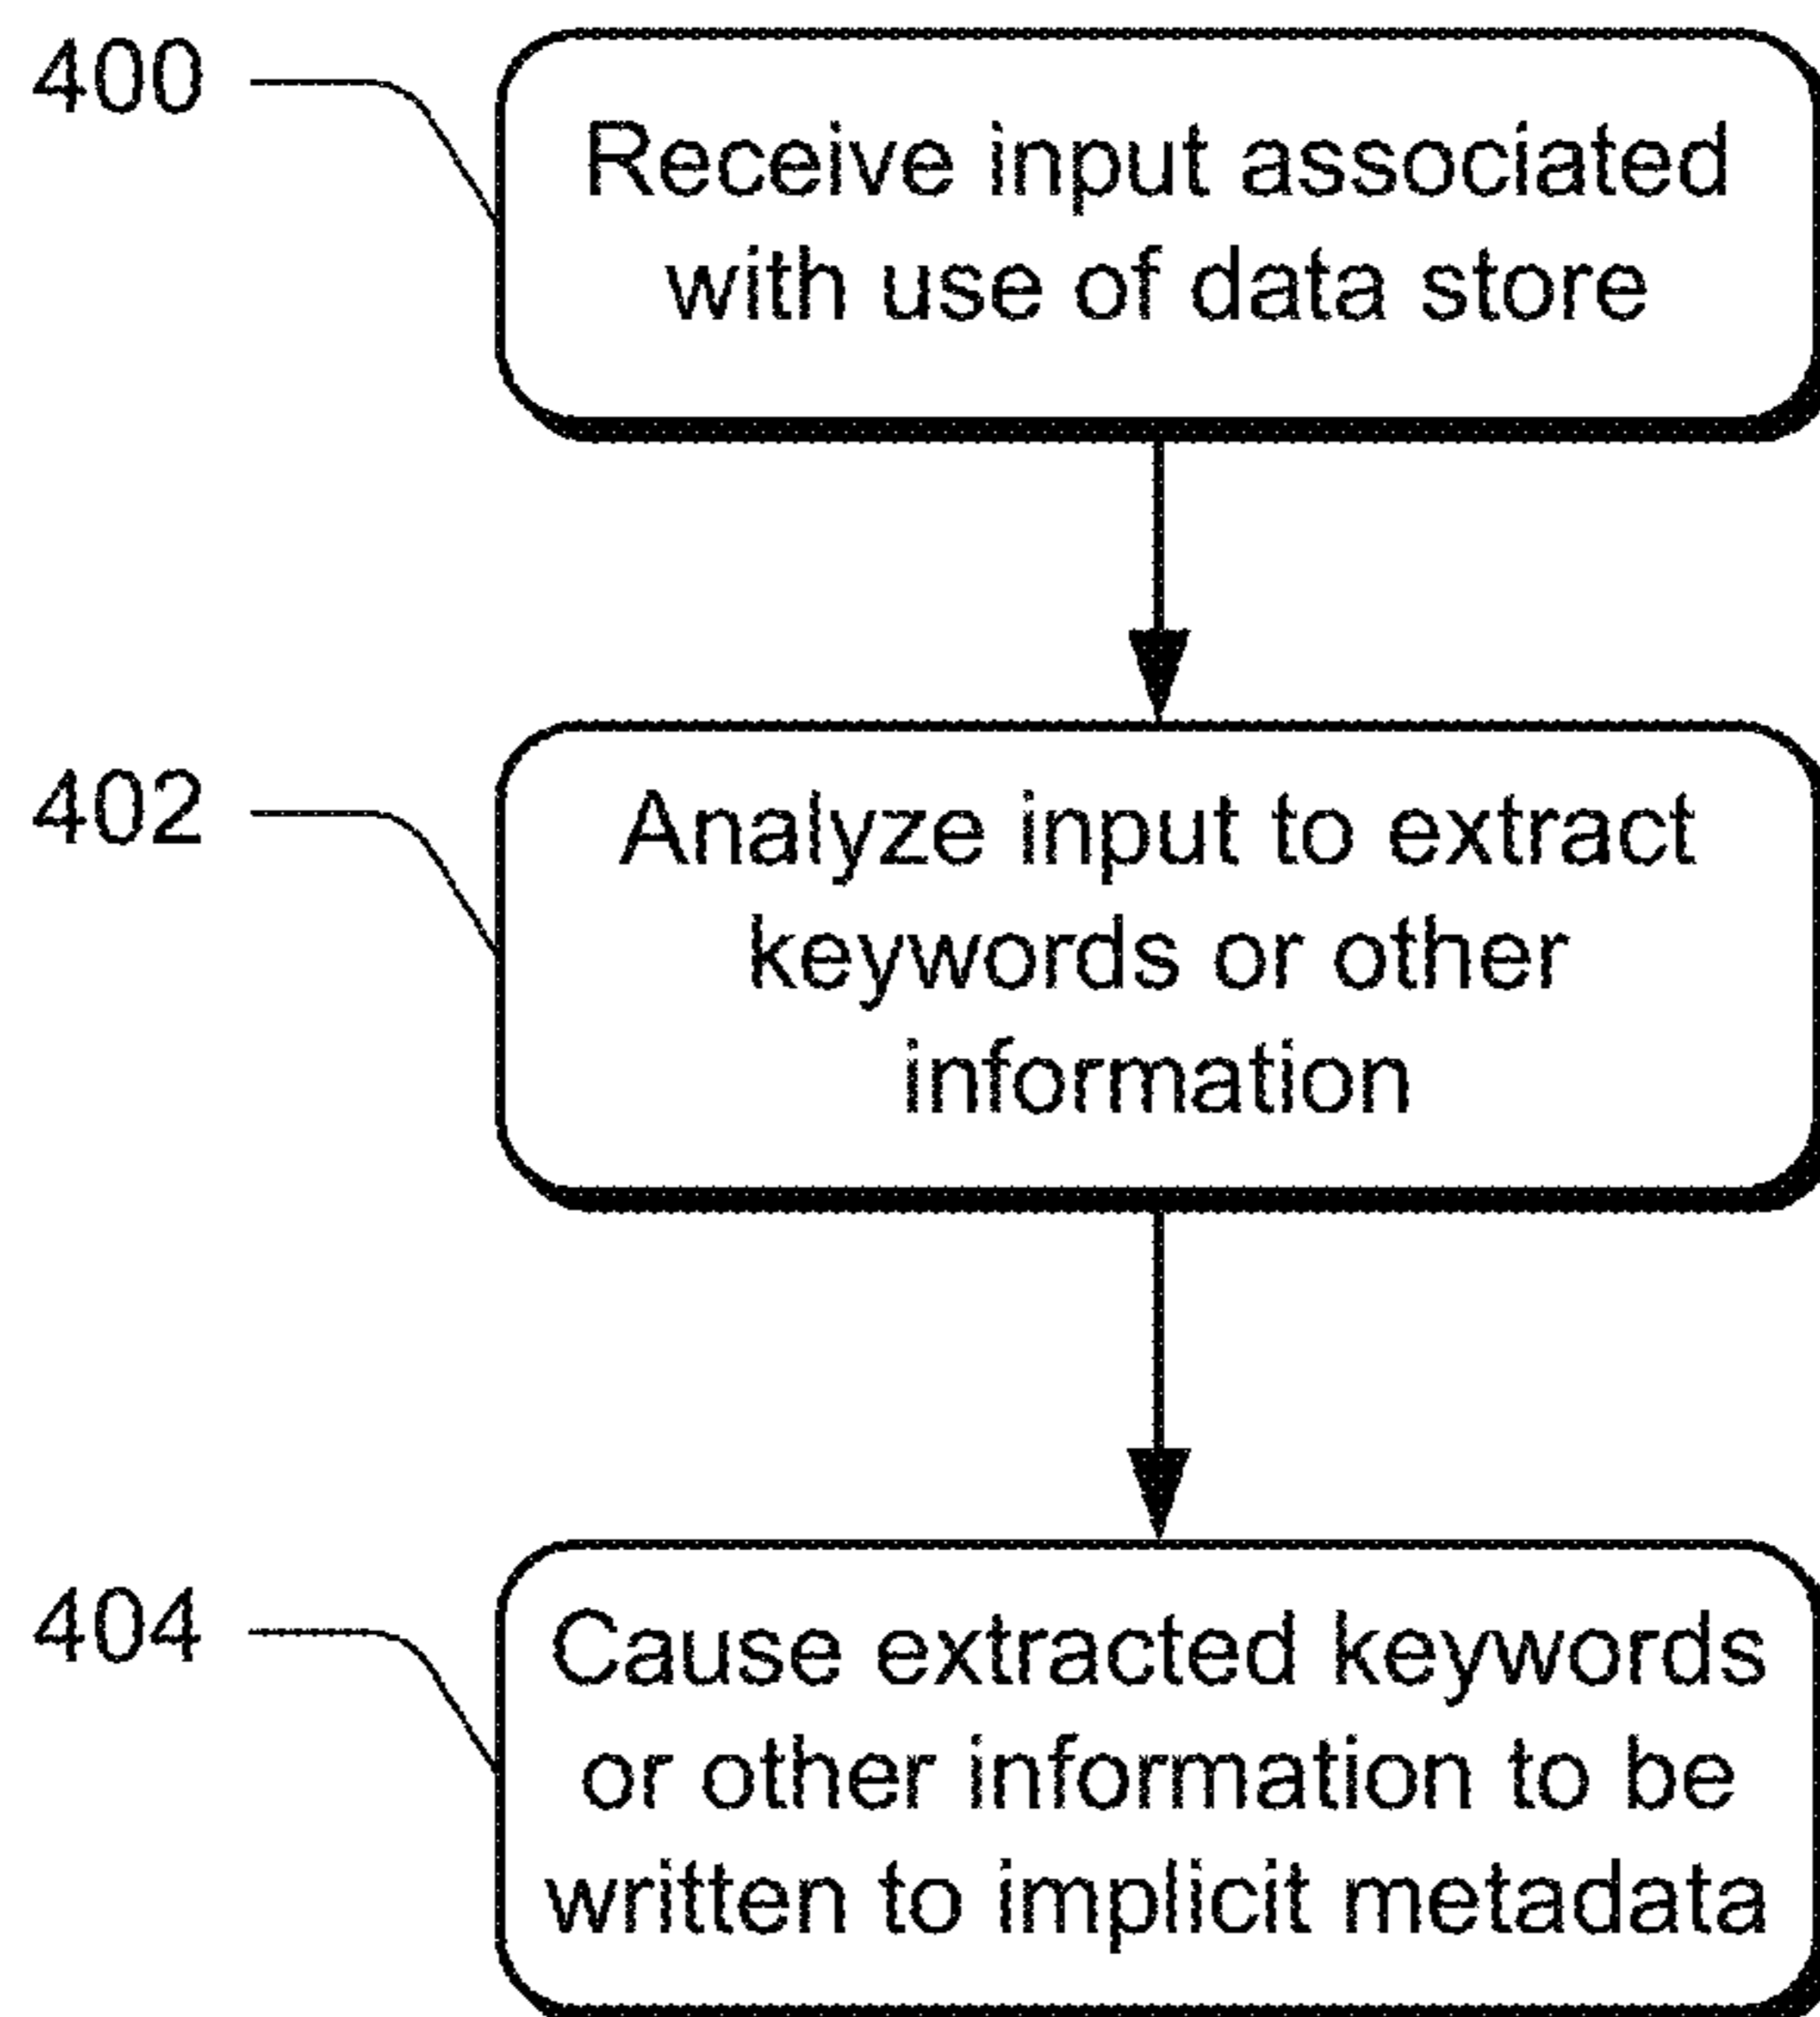 400
Receive input associated
with use of data store
402
Analyze input to extract
keywords or other
information
404
Cause extracted keywords
or other information to be
written to implicit metadata